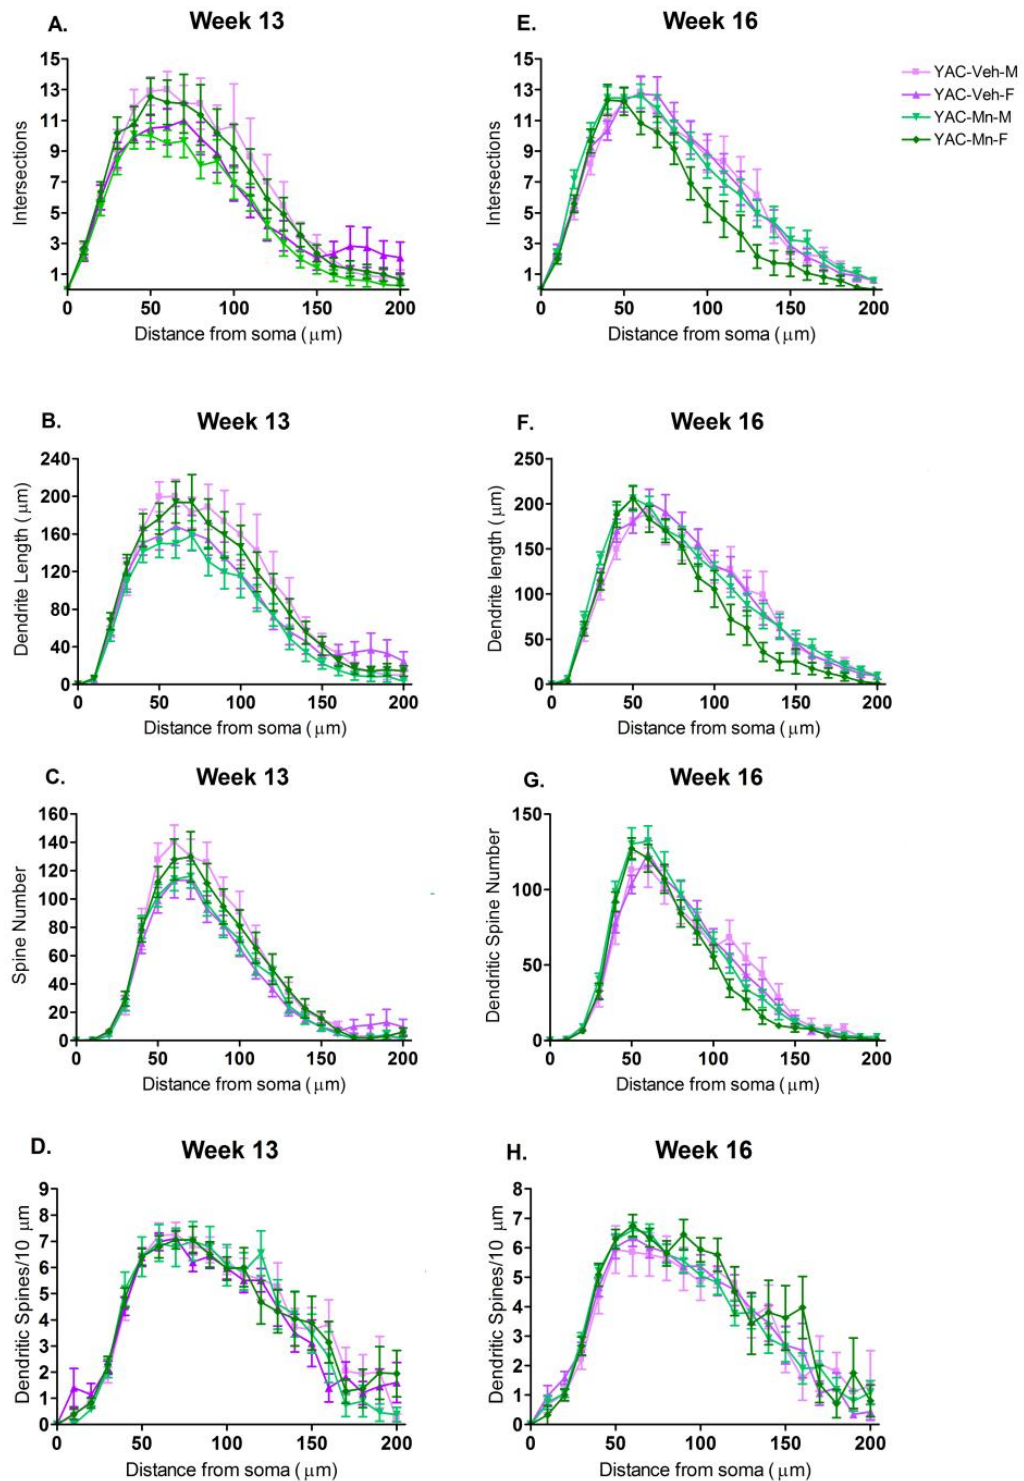 A.
Week 13
Intersections
15
13
11
9
7
5
3
1
0
50
100
150
200
Distance from soma (μm)
E.
Week 16
Intersections
15
13
11
9
7
5
3
1
0
50
100
150
200
Distance from soma (μm)
YAC-Veh-M
YAC-Veh-F
YAC-Mn-M
YAC-Mn-F
B.
Week 13
Dendrite Length (μm)
240
200
160
120
80
40
0
0
50
100
150
200
Distance from soma (μm)
F.
Week 16
Dendrite length (μm)
250
200
150
100
50
0
0
50
100
150
200
Distance from soma (μm)
C.
Week 13
Spine Number
160
140
120
100
80
60
40
20
0
0
50
100
150
200
Distance from soma (μm)
G.
Week 16
Dendritic Spine Number
150
100
50
0
0
50
100
150
200
Distance from soma (μm)
D.
Week 13
Dendritic Spines/10 μm
9
8
7
6
5
4
3
2
1
0
0
50
100
150
200
Distance from soma (μm)
H.
Week 16
Dendritic Spines/10 μm
8
7
6
5
4
3
2
1
0
0
50
100
150
200
Distance from soma (μm)